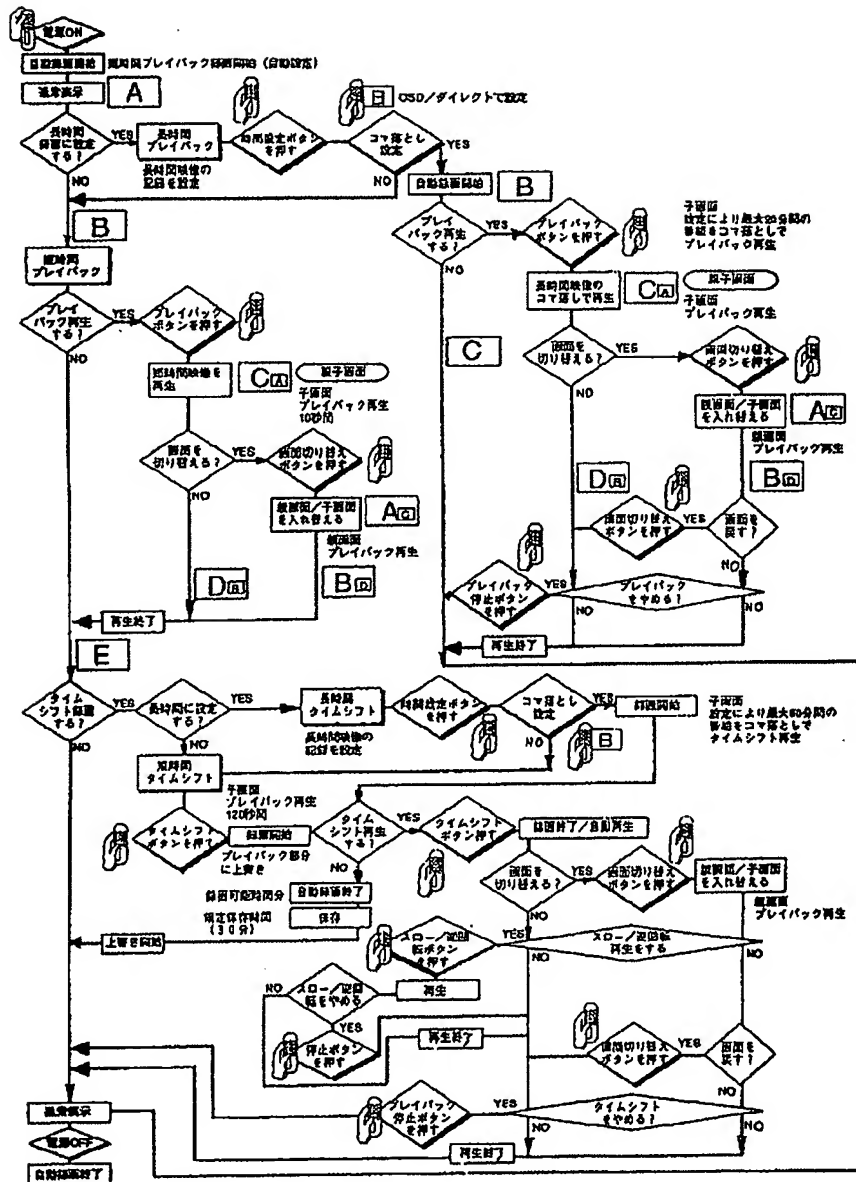 電源ON
自動録画開始
短時間プレイバック録画開始(自動設定)
通常表示
A
長時間
録画に設定
する?
YES
長時間
プレイバック
長時間映像の
記録を設定
時間設定ボタン
を押す
B
OSD/ダイレクトで設定
コマ落とし
設定
YES
NO
NO
自動録画開始
B
B
短時間
プレイバック
プレイ
バック再生
する?
YES
プレイバック
ボタンを押す
子画面
設定により最大20分間の
番組をコマ落としで
プレイバック再生
NO
長時間映像の
コマ落しで再生
CA
親子画面
子画面
プレイバック再生
プレイ
バック再生
する?
YES
プレイバック
ボタンを押す
NO
C
画面を
切り替える?
YES
画面切り替え
ボタンを押す
NO
短時間映像を
再生
CA
親子画面
子画面
プレイバック再生
10秒間
親画面/子画面
を入れ替える
AC
親画面
プレイバック再生
画面を
切り替える?
YES
画面切り替え
ボタンを押す
NO
DB
BD
画面切り替え
ボタンを押す
YES
画面を
戻す?
NO
親画面/子画面
を入れ替える
AC
親画面
プレイバック再生
DB
BD
プレイバック
停止ボタン
を押す
YES
プレイバック
をやめる?
NO
NO
再生終了
再生終了
E
タイム
シフト録画
する?
YES
長時間に設定
する?
YES
長時間
タイムシフト
長時間映像の
記録を設定
時間設定ボタン
を押す
コマ落とし
設定
YES
録画開始
子画面
設定により最大60分間の
番組をコマ落としで
タイムシフト再生
NO
NO
NO
B
短時間
タイムシフト
子画面
プレイバック再生
120秒間
タイムシフト
ボタンを押す
録画開始
プレイバック部分
に上書き
タイム
シフト再生
する?
YES
タイムシフト
ボタン押す
録画終了/自動再生
NO
画面を
切り替える?
YES
画面切り替え
ボタンを押す
親画面/子画面
を入れ替える
親画面
プレイバック再生
NO
録画可能時間分
自動録画終了
規定保存時間
(30分)
保存
上書き開始
スロー/逆回
転ボタン
を押す
YES
スロー/逆回転
再生をする
NO
NO
NO
スロー/逆回
転をやめる
再生
YES
停止ボタン
を押す
再生終了
画面切り替え
ボタンを押す
YES
画面を
戻す?
NO
プレイバック
停止ボタン
を押す
YES
タイムシフト
をやめる?
NO
NO
再生終了
通常表示
電源OFF
自動録画終了